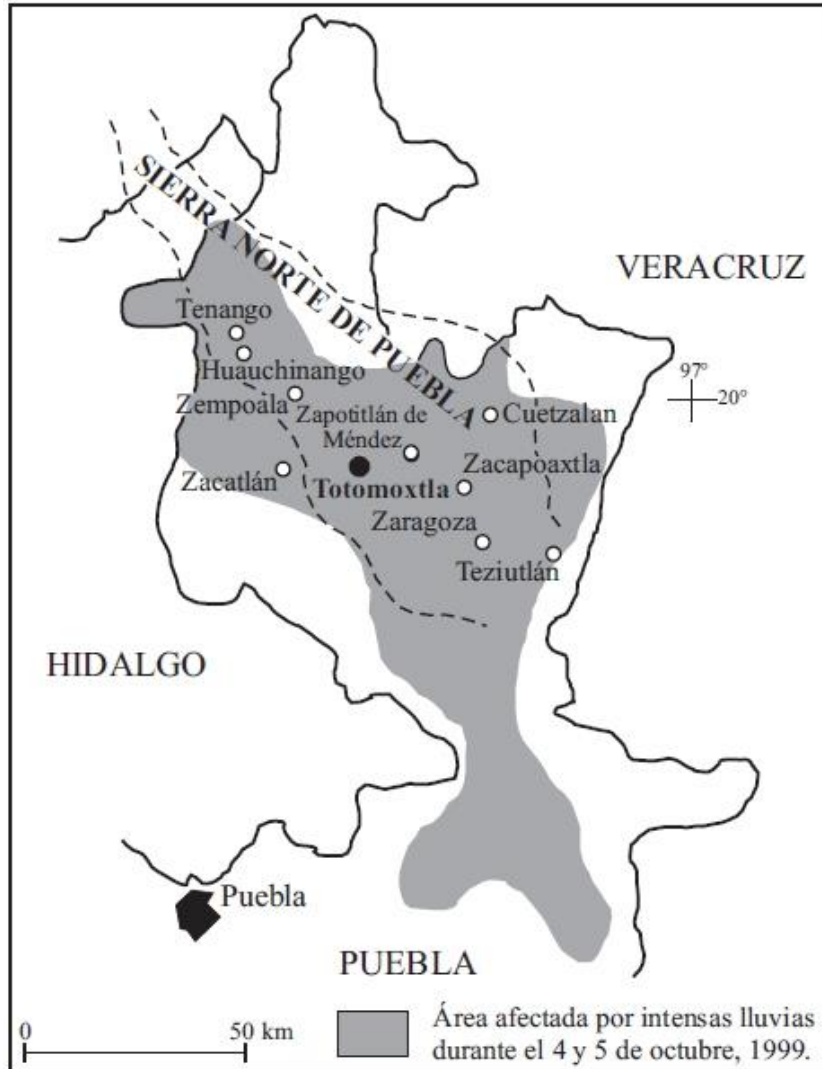 SIERRA NORTE DE PUEBLA
VERACRUZ
Tenango
Huauchinango
97°
20°
Zempoala
Zapotitlán de
Méndez
Cuetzalan
Zacatlán
Totomoxtla
Zacapoaxtla
Zaragoza
Teziutlán
HIDALGO
Puebla
PUEBLA
0
50 km
Área afectada por intensas lluvias
durante el 4 y 5 de octubre, 1999.